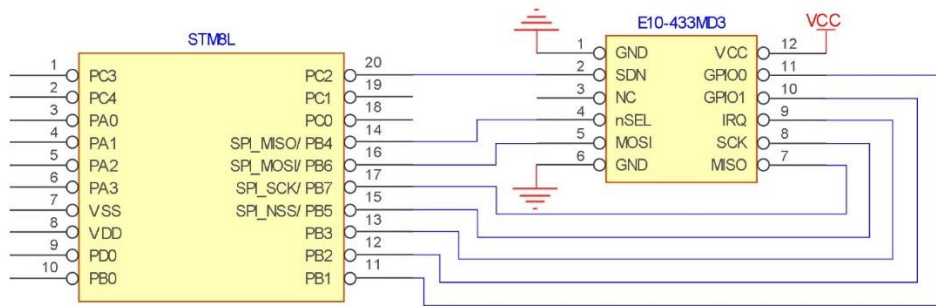 STM8L
E10-433MD3
VCC
1 PC3
2 PC4
3 PA0
4 PA1
5 PA2
6 PA3
7 VSS
8 VDD
9 PD0
10 PB0
PC2 20
PC1 19
PC0 18
SPI_MISO/ PB4 14
SPI_MOSI/ PB6 16
SPI_SCK/ PB7 17
SPI_NSS/ PB5 15
PB3 13
PB2 12
PB1 11
1 GND
2 SDN
3 NC
4 nSEL
5 MOSI
6 GND
VCC 12
GPIO0 11
GPIO1 10
IRQ 9
SCK 8
MISO 7